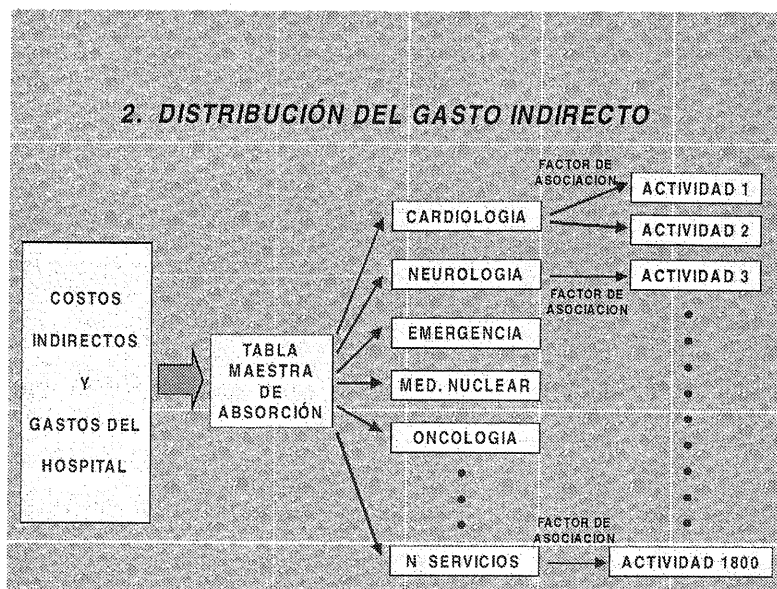 2. DISTRIBUCIÓN DEL GASTO INDIRECTO
COSTOS
INDIRECTOS
Y
GASTOS DEL
HOSPITAL
TABLA
MAESTRA
DE
ABSORCIÓN
CARDIOLOGIA
NEUROLOGIA
EMERGENCIA
MED. NUCLEAR
ONCOLOGIA
N SERVICIOS
FACTOR DE
ASOCIACION
ACTIVIDAD 1
ACTIVIDAD 2
ACTIVIDAD 3
FACTOR DE
ASOCIACION
FACTOR DE
ASOCIACION
ACTIVIDAD 1800